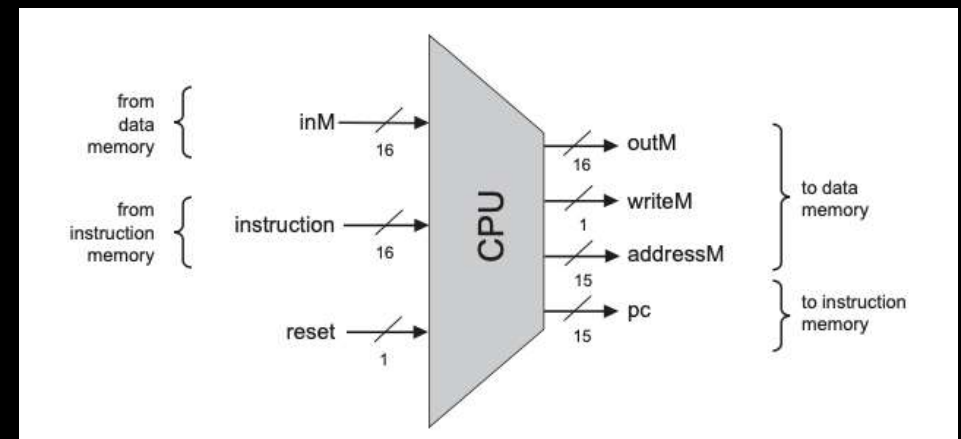 from
data
memory
inM
16
from
instruction
memory
instruction
16
reset
1
CPU
outM
16
writeM
1
addressM
15
pc
15
to data
memory
to instruction
memory